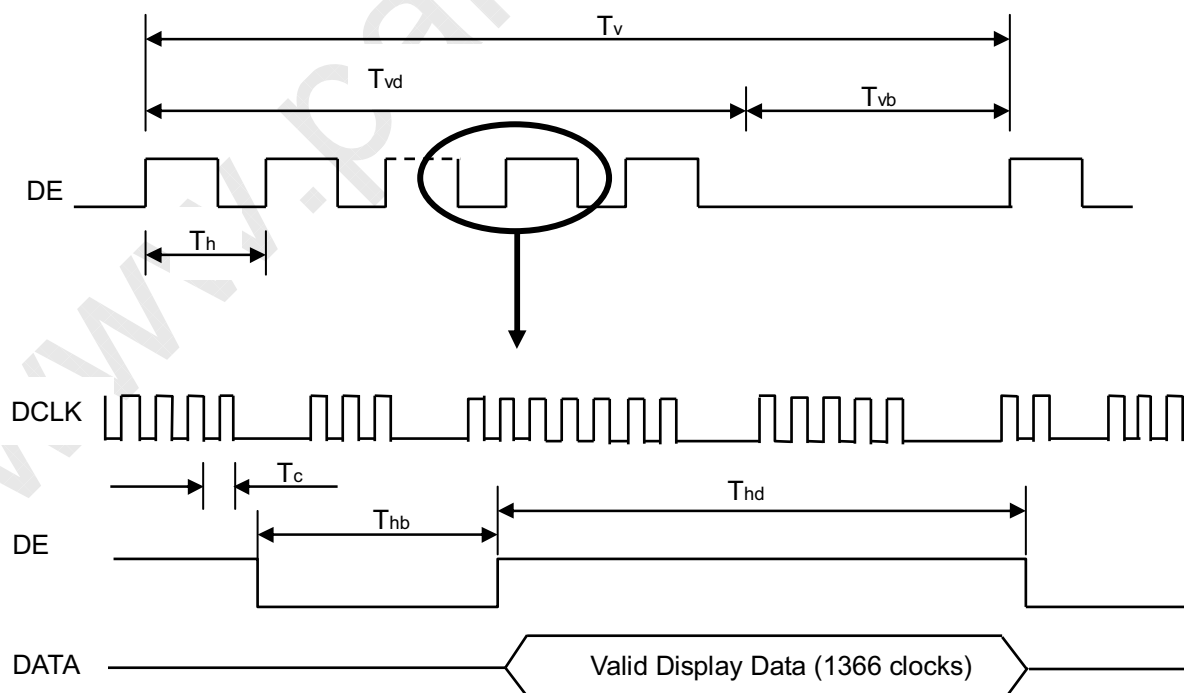 Tv
Tvd
Tvb
DE
Th
DCLK
Tc
Thd
Thb
DE
DATA
Valid Display Data (1366 clocks)